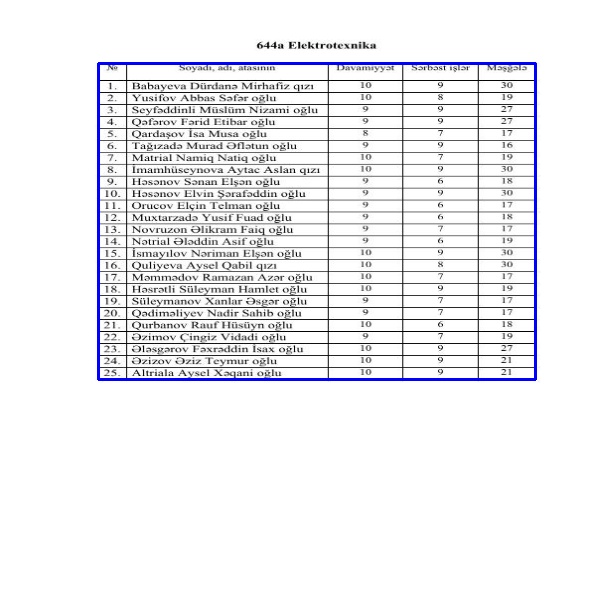 644a Elektrotexnika
№ Soyadı, adı, atasının Davamiyyət Sərbəst işlər Məşğələ
1. Babayeva Dürdanə Mirhafiz qızı 10 9 30
2. Yusifov Abbas Səfər oğlu 10 8 19
3. Seyfəddinli Müslüm Nizami oğlu 9 9 27
4. Qəfərov Fərid Etibar oğlu 9 9 27
5. Qardaşov İsa Musa oğlu 8 7 17
6. Tağızadə Murad Əflətun oğlu 9 9 16
7. Matrial Namiq Natiq oğlu 10 7 19
8. İmamhüseynova Aytac Aslan qızı 10 9 30
9. Həsənov Sənan Elşən oğlu 9 6 18
10. Həsənov Elvin Şərafəddin oğlu 9 9 30
11. Orucov Elçin Telman oğlu 9 6 17
12. Muxtarzadə Yusif Fuad oğlu 9 6 18
13. Novruzon Əlikram Faiq oğlu 9 7 17
14. Nətrial Ələddin Asif oğlu 9 6 19
15. İsmayılov Nəriman Elşən oğlu 10 9 30
16. Quliyeva Aysel Qabil qızı 10 8 30
17. Məmmədov Ramazan Azər oğlu 10 7 17
18. Həsrətli Süleyman Hamlet oğlu 10 9 19
19. Süleymanov Xanlar Əsgər oğlu 9 7 17
20. Qədiməliyev Nadir Sahib oğlu 9 7 17
21. Qurbanov Rauf Hüsüyn oğlu 10 6 18
22. Əzimov Çingiz Vidadi oğlu 9 7 19
23. Ələsgərov Fəxrəddin İsax oğlu 10 9 27
24. Əzizov Əziz Teymur oğlu 10 9 21
25. Altriala Aysel Xəqani oğlu 10 9 21